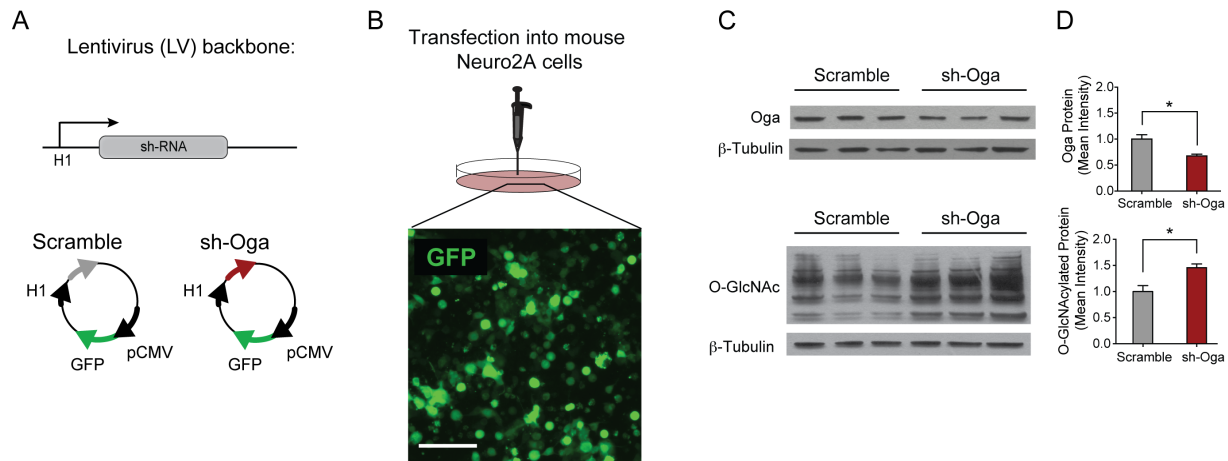 A
Lentivirus (LV) backbone:
H1
sh-RNA
Scramble
sh-Oga
H1
GFP
pCMV
H1
GFP
pCMV
B
Transfection into mouse
Neuro2A cells
GFP
C
Scramble
sh-Oga
Oga
β-Tubulin
Scramble
sh-Oga
O-GlcNAc
β-Tubulin
D
Oga Protein
(Mean Intensity)
2.0
1.5
1.0
0.5
0.0
*
Scramble
sh-Oga
O-GlcNAcylated Protein
(Mean Intensity)
2.0
1.5
1.0
0.5
0.0
*
Scramble
sh-Oga